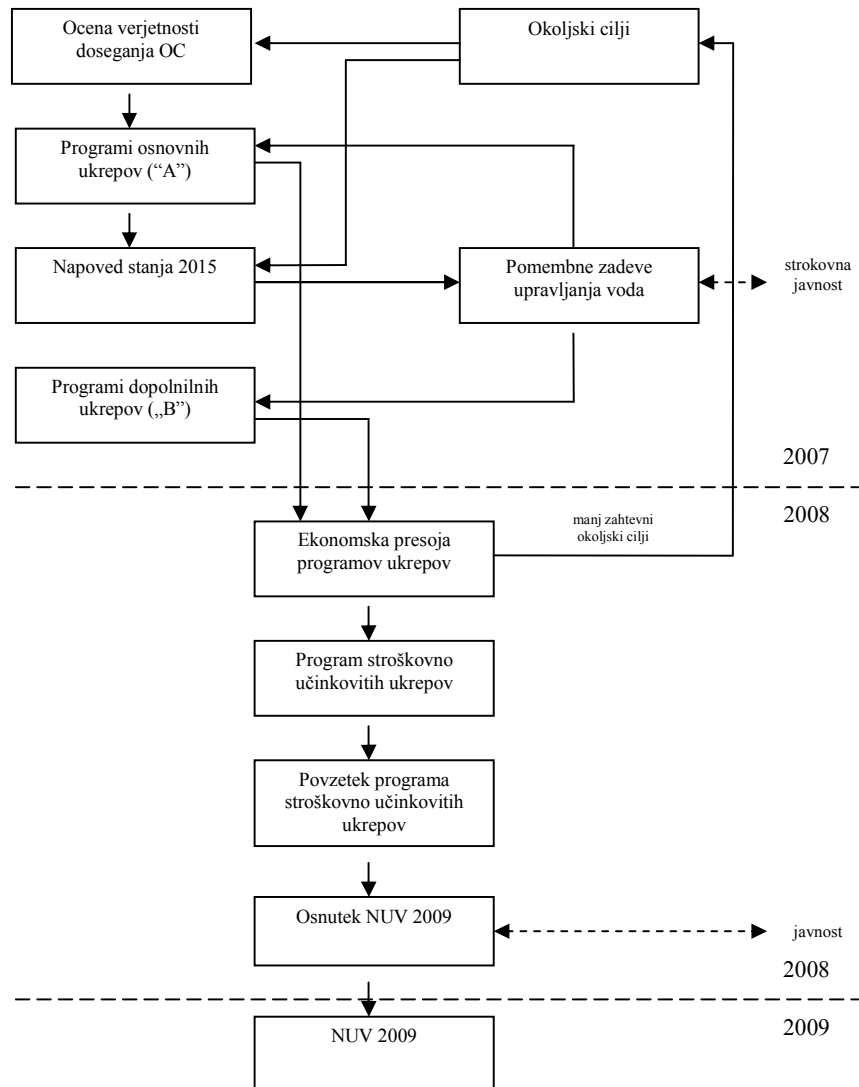 Ocena verjetnosti
doseganja OC
Okoljski cilji
Programi osnovnih
ukrepov (“A”)
Napoved stanja 2015
Pomembne zadeve
upravljanja voda
strokovna
javnost
Programi dopolnilnih
ukrepov („B”)
2007
2008
Ekonomska presoja
programov ukrepov
manj zahtevni
okoljski cilji
Program stroškovno
učinkovitih ukrepov
Povzetek programa
stroškovno učinkovitih
ukrepov
Osnutek NUV 2009
javnost
2008
2009
NUV 2009